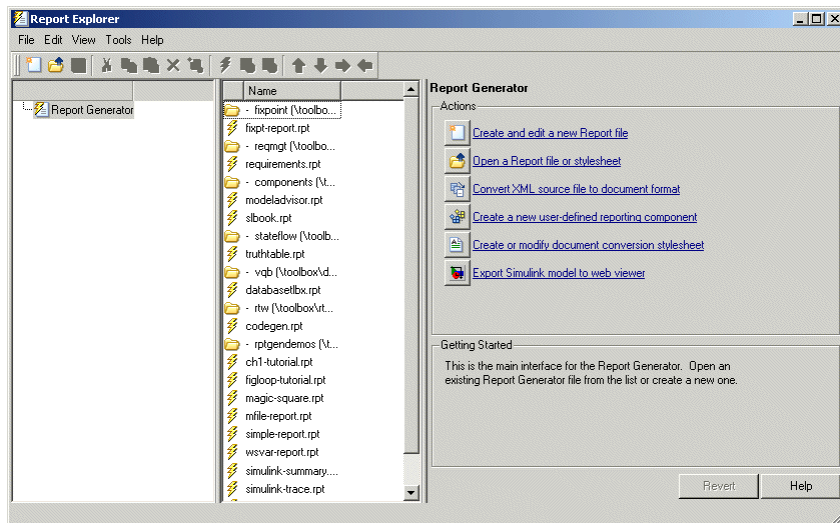 Report Explorer
File Edit View Tools Help
Report Generator
Name
- fixpoint (\toolbo...
fixpt-report.rpt
- reqmgt (\toolbo...
requirements.rpt
- components (\t...
modeladvisor.rpt
slbook.rpt
- stateflow (\toolb...
truthtable.rpt
- vqb (\toolbox\d...
databasetlbx.rpt
- rtw (\toolbox\rt...
codegen.rpt
- rptgendemos (\t...
ch1-tutorial.rpt
figloop-tutorial.rpt
magic-square.rpt
mfile-report.rpt
simple-report.rpt
wsvar-report.rpt
simulink-summary....
simulink-trace.rpt
Report Generator
Actions
Create and edit a new Report file
Open a Report file or stylesheet
Convert XML source file to document format
Create a new user-defined reporting component
Create or modify document conversion stylesheet
Export Simulink model to web viewer
Getting Started
This is the main interface for the Report Generator. Open an
existing Report Generator file from the list or create a new one.
Revert Help